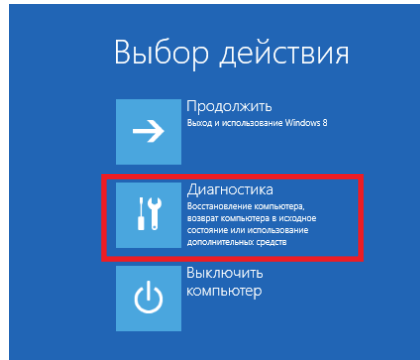 Выбор действия
Продолжить
Выход и использование Windows 8
Диагностика
Восстановление компьютера,
возврат компьютера в исходное
состояние или использование
дополнительных средств
Выключить
компьютер